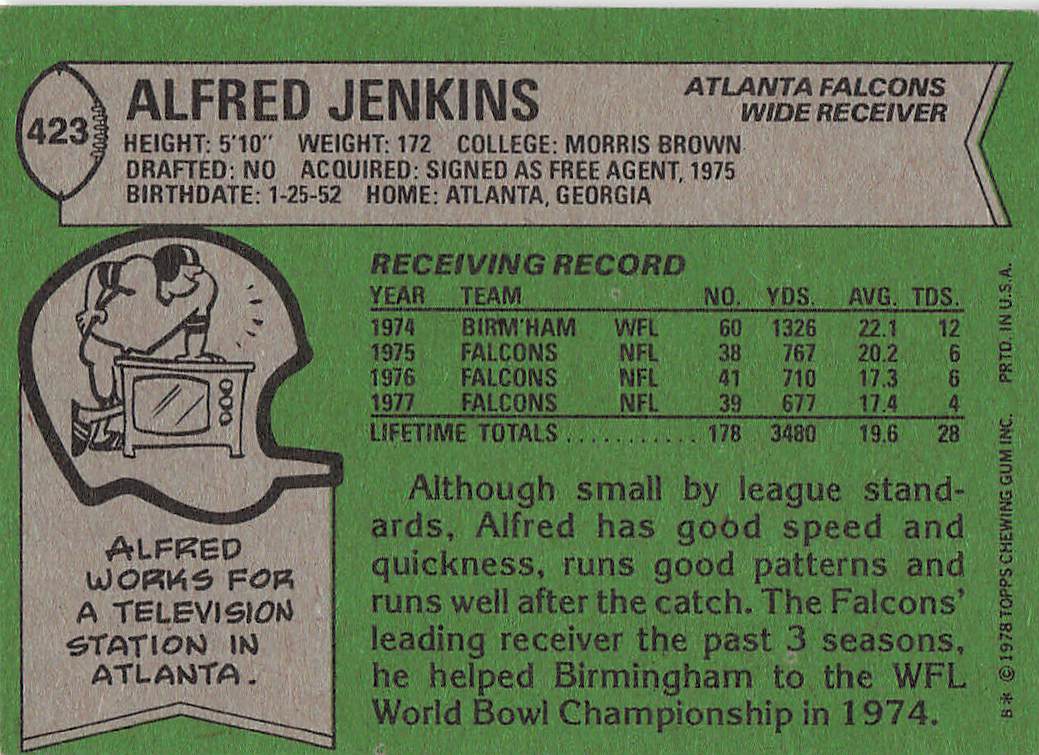 423
ALFRED JENKINS
ATLANTA FALCONS
WIDE RECEIVER
HEIGHT: 5'10" WEIGHT: 172 COLLEGE: MORRIS BROWN
DRAFTED: NO ACQUIRED: SIGNED AS FREE AGENT, 1975
BIRTHDATE: 1-25-52 HOME: ATLANTA, GEORGIA
RECEIVING RECORD
YEAR TEAM NO. YDS. AVG. TDS.
1974 BIRM'HAM WFL 60 1326 22.1 12
1975 FALCONS NFL 38 767 20.2 6
1976 FALCONS NFL 41 710 17.3 6
1977 FALCONS NFL 39 677 17.4 4
LIFETIME TOTALS ........... 178 3480 19.6 28
Although small by league stand-
ards, Alfred has good speed and
quickness, runs good patterns and
runs well after the catch. The Falcons'
leading receiver the past 3 seasons,
he helped Birmingham to the WFL
World Bowl Championship in 1974.
ALFRED
WORKS FOR
A TELEVISION
STATION IN
ATLANTA.
B* © 1978 TOPPS CHEWING GUM INC. PRTD. IN U.S.A.